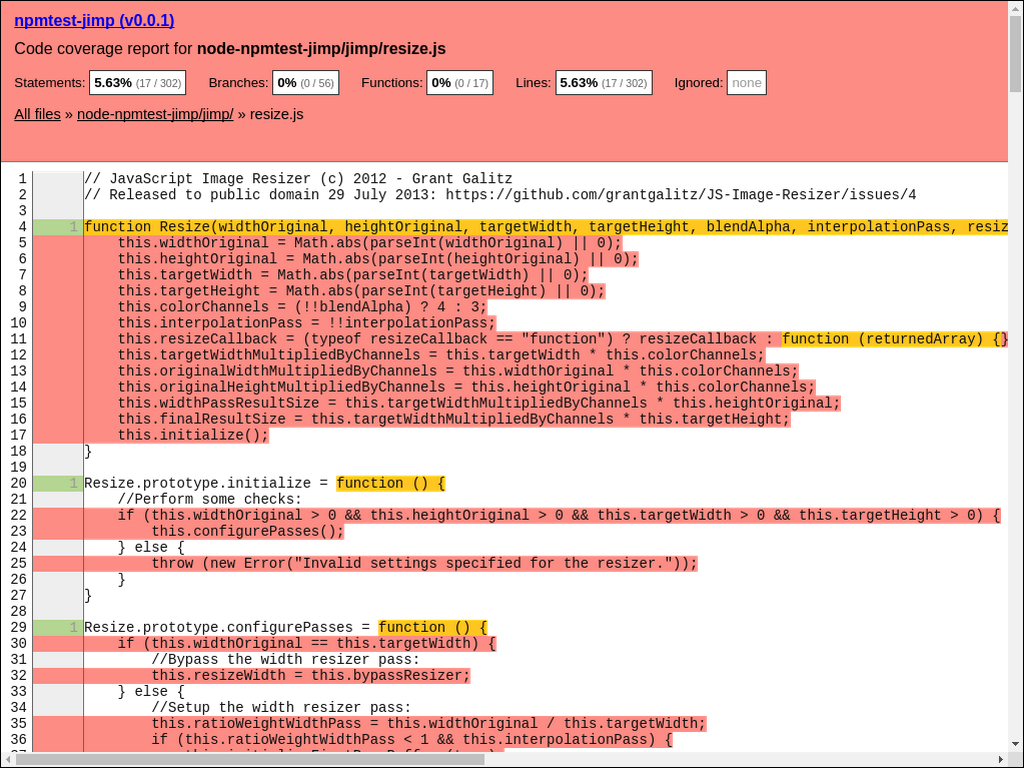 npmtest-jimp (v0.0.1)
Code coverage report for node-npmtest-jimp/jimp/resize.js
Statements: 5.63% (17 / 302) Branches: 0% (0 / 56) Functions: 0% (0 / 17) Lines: 5.63% (17 / 302) Ignored: none
All files » node-npmtest-jimp/jimp/ » resize.js
1 // JavaScript Image Resizer (c) 2012 - Grant Galitz
2 // Released to public domain 29 July 2013: https://github.com/grantgalitz/JS-Image-Resizer/issues/4
3
4 1 function Resize(widthOriginal, heightOriginal, targetWidth, targetHeight, blendAlpha, interpolationPass, resiz
5     this.widthOriginal = Math.abs(parseInt(widthOriginal) || 0);
6     this.heightOriginal = Math.abs(parseInt(heightOriginal) || 0);
7     this.targetWidth = Math.abs(parseInt(targetWidth) || 0);
8     this.targetHeight = Math.abs(parseInt(targetHeight) || 0);
9     this.colorChannels = (!!blendAlpha) ? 4 : 3;
10     this.interpolationPass = !!interpolationPass;
11     this.resizeCallback = (typeof resizeCallback == "function") ? resizeCallback : function (returnedArray) {}
12     this.targetWidthMultipliedByChannels = this.targetWidth * this.colorChannels;
13     this.originalWidthMultipliedByChannels = this.widthOriginal * this.colorChannels;
14     this.originalHeightMultipliedByChannels = this.heightOriginal * this.colorChannels;
15     this.widthPassResultSize = this.targetWidthMultipliedByChannels * this.heightOriginal;
16     this.finalResultSize = this.targetWidthMultipliedByChannels * this.targetHeight;
17     this.initialize();
18 }
19
20 1 Resize.prototype.initialize = function () {
21     //Perform some checks:
22     if (this.widthOriginal > 0 && this.heightOriginal > 0 && this.targetWidth > 0 && this.targetHeight > 0) {
23         this.configurePasses();
24     } else {
25         throw (new Error("Invalid settings specified for the resizer."));
26     }
27 }
28
29 1 Resize.prototype.configurePasses = function () {
30     if (this.widthOriginal == this.targetWidth) {
31         //Bypass the width resizer pass:
32         this.resizeWidth = this.bypassResizer;
33     } else {
34         //Setup the width resizer pass:
35         this.ratioWeightWidthPass = this.widthOriginal / this.targetWidth;
36         if (this.ratioWeightWidthPass < 1 && this.interpolationPass) {